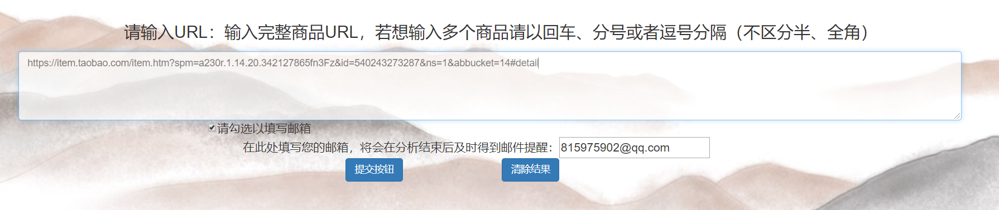 请输入URL：输入完整商品URL，若想输入多个商品请以回车、分号或者逗号分隔（不区分半、全角）
https://item.taobao.com/item.htm?spm=a230r.1.14.20.342127865fn3Fz&id=540243273287&ns=1&abbucket=14#detail
请勾选以填写邮箱
在此处填写您的邮箱，将会在分析结束后及时得到邮件提醒：815975902@qq.com
提交按钮 清除结果